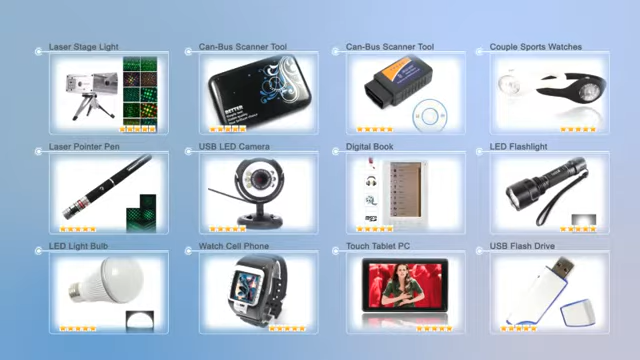 Laser Stage Light
Can-Bus Scanner Tool
Can-Bus Scanner Tool
Couple Sports Watches
Laser Pointer Pen
USB LED Camera
Digital Book
LED Flashlight
LED Light Bulb
Watch Cell Phone
Touch Tablet PC
USB Flash Drive